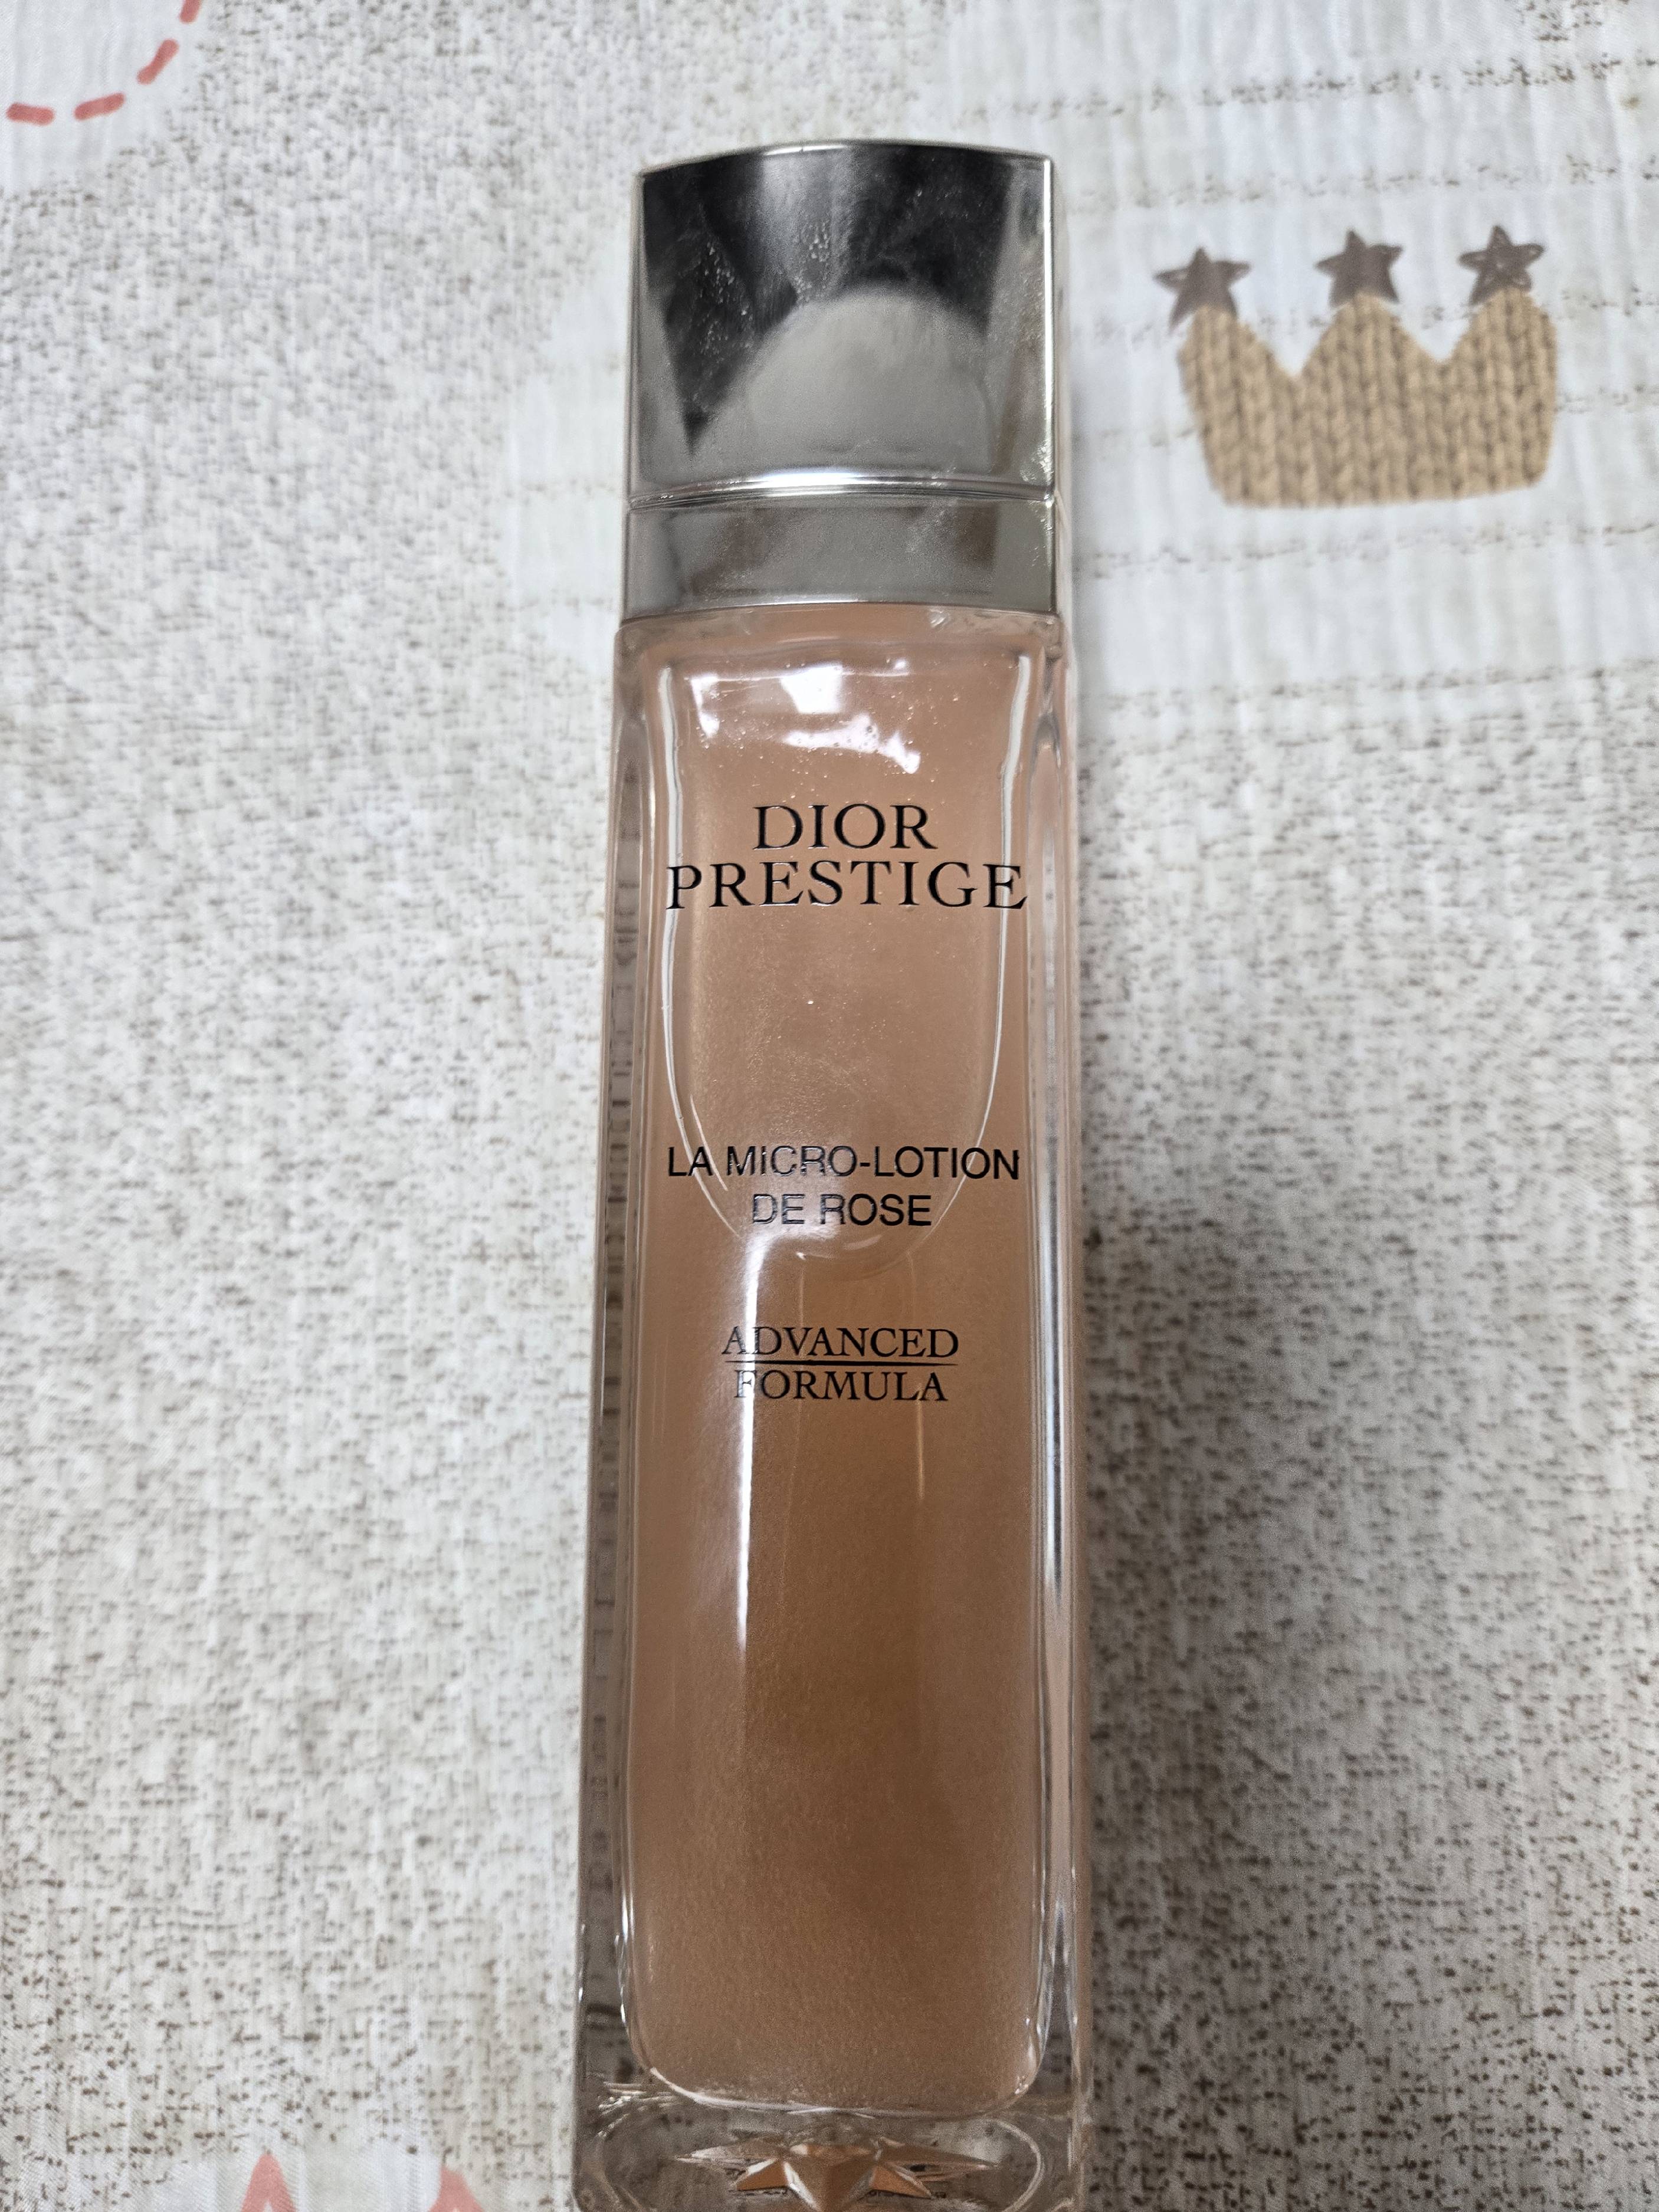 DIOR
PRESTIGE
LA MICRO-LOTION
DE ROSE
ADVANCED
FORMULA